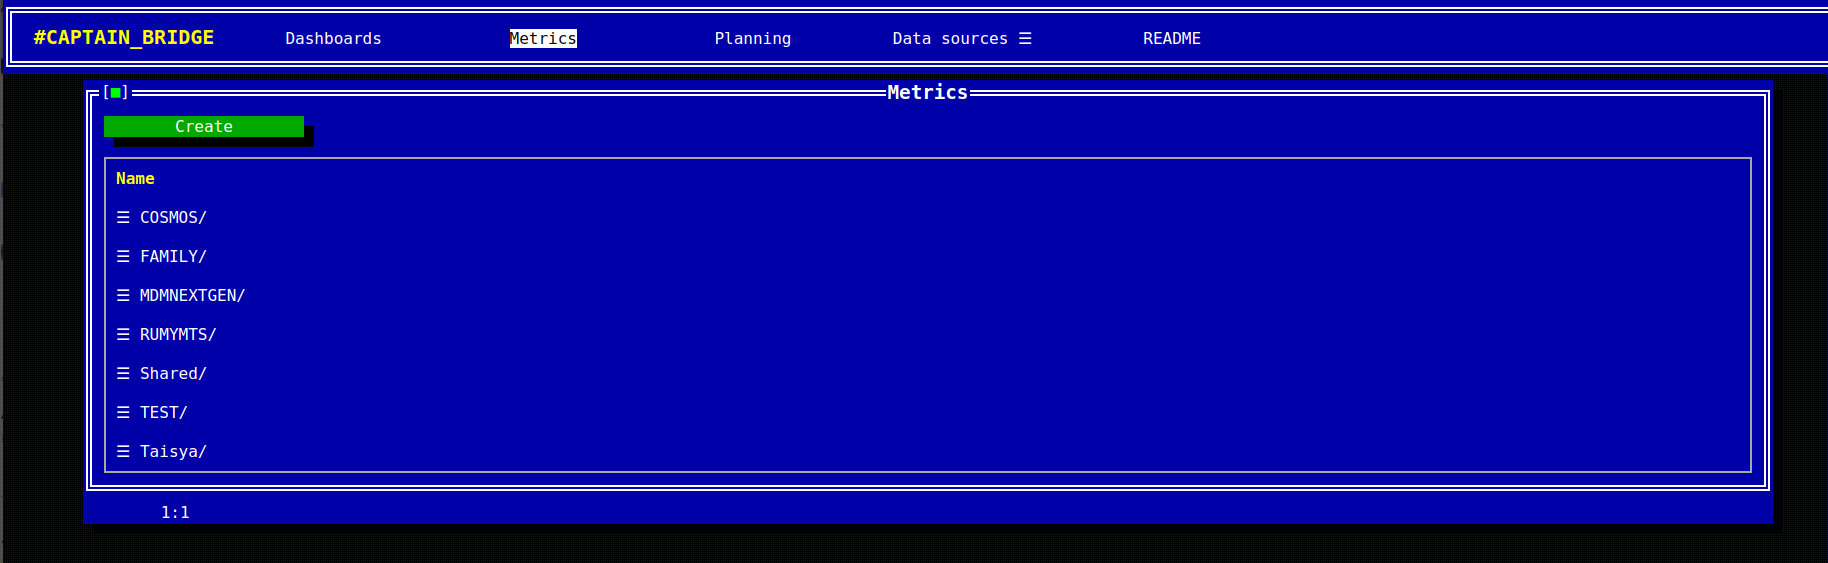 #CAPTAIN_BRIDGE Dashboards Metrics Planning Data sources ☰ README
[■] Metrics
Create
Name
☰ COSMOS/
☰ FAMILY/
☰ MDMNEXTGEN/
☰ RUMYMTS/
☰ Shared/
☰ TEST/
☰ Taisya/
1:1